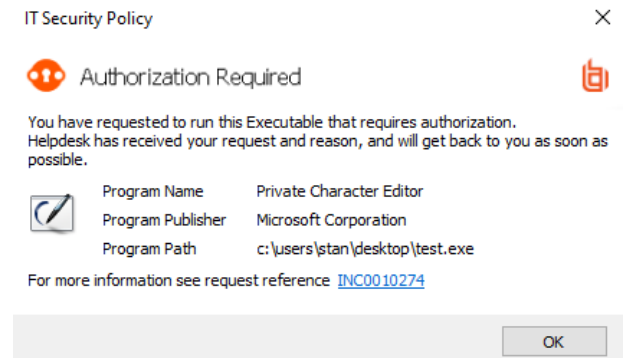 IT Security Policy
Authorization Required
You have requested to run this Executable that requires authorization.
Helpdesk has received your request and reason, and will get back to you as soon as
possible.
Program Name Private Character Editor
Program Publisher Microsoft Corporation
Program Path c:\users\stan\desktop\test.exe
For more information see request reference INC0010274
OK